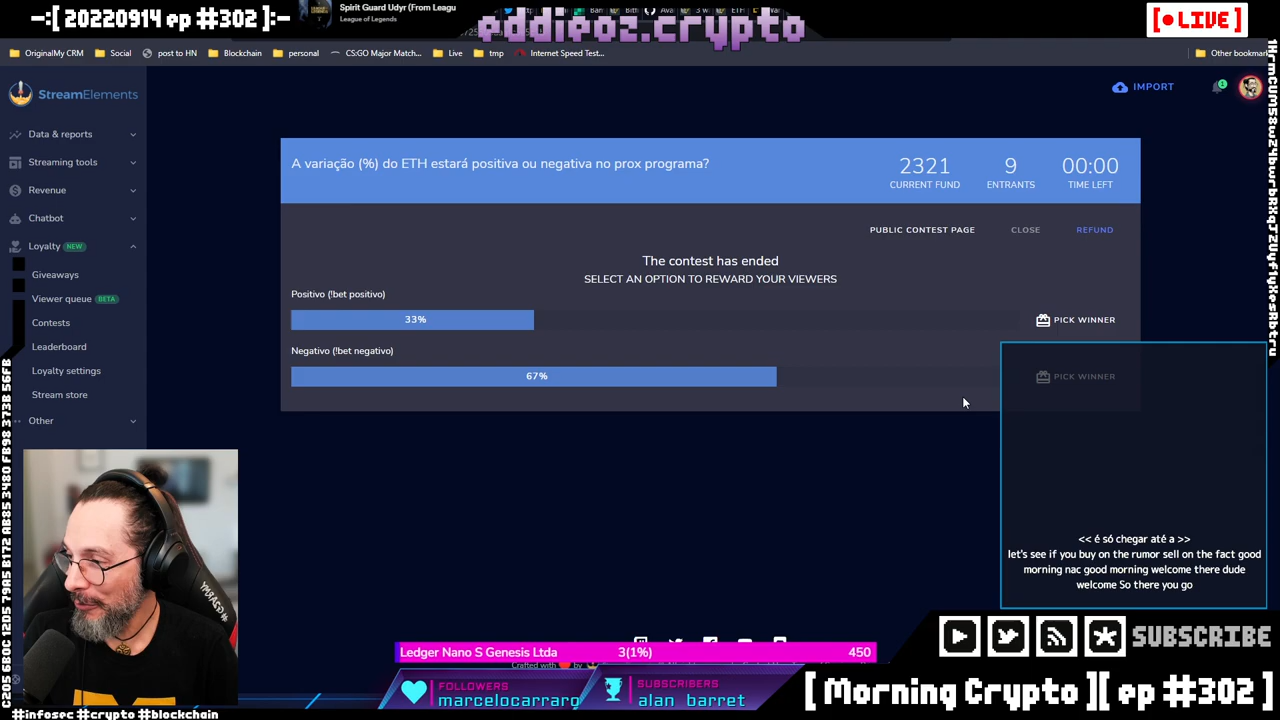 -:[ 20220914 ep #302]:-
Spirit Guard Udyr (From Leagu
League of Legends
eddieoz.crypto
[●LIVE]
OriginalMy CRM
Social
post to HN
Blockchain
personal
CS:GO Major Match...
Live
tmp
Internet Speed Test...
Other bookmar
StreamElements
IMPORT
1
Data & reports
Streaming tools
Revenue
Chatbot
Loyalty NEW
Giveaways
Viewer queue BETA
Contests
Leaderboard
Loyalty settings
Stream store
Other
A variação (%) do ETH estará positiva ou negativa no prox programa?
2321
CURRENT FUND
9
ENTRANTS
00:00
TIME LEFT
PUBLIC CONTEST PAGE
CLOSE
REFUND
The contest has ended
SELECT AN OPTION TO REWARD YOUR VIEWERS
Positivo (!bet positivo)
33%
PICK WINNER
Negativo (!bet negativo)
67%
PICK WINNER
<< é só chegar até a >>
let's see if you buy on the rumor sell on the fact good
morning nac good morning welcome there dude
welcome So there you go
Ledger Nano S Genesis Ltda
3(1%)
450
Crafted with
by
FOLLOWERS
marcelocarraro
SUBSCRIBERS
alan barret
SUBSCRIBE
[ Morning Crypto ][ ep #302 ]
#infosec #crypto #blockchain